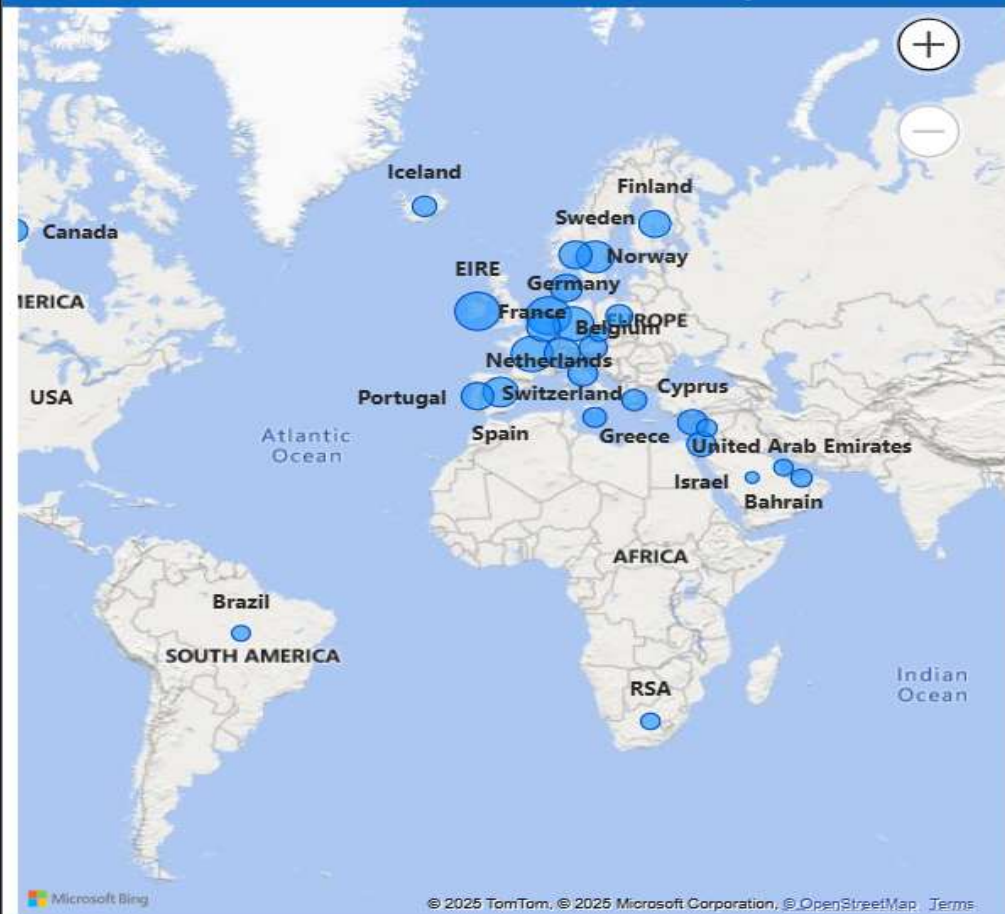 Iceland
Finland
Sweden
Canada
Norway
EIRE
Germany
MERICA
France
EUROPE
Belgium
Netherlands
Cyprus
Switzerland
USA
Portugal
Spain
Greece
Atlantic
Ocean
United Arab Emirates
Israel
Bahrain
AFRICA
Brazil
SOUTH AMERICA
Indian
Ocean
RSA
Microsoft Bing
© 2025 TomTom, © 2025 Microsoft Corporation, © OpenStreetMap Terms